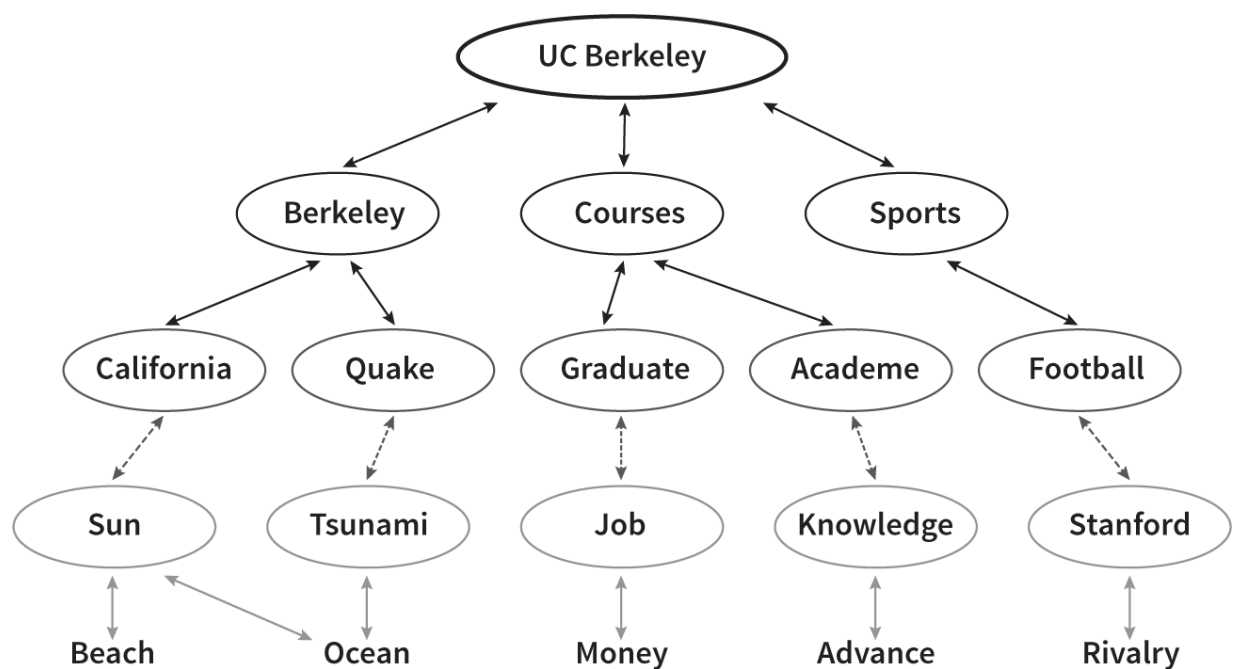 UC Berkeley
Berkeley
Courses
Sports
California
Quake
Graduate
Academe
Football
Sun
Tsunami
Job
Knowledge
Stanford
Beach
Ocean
Money
Advance
Rivalry